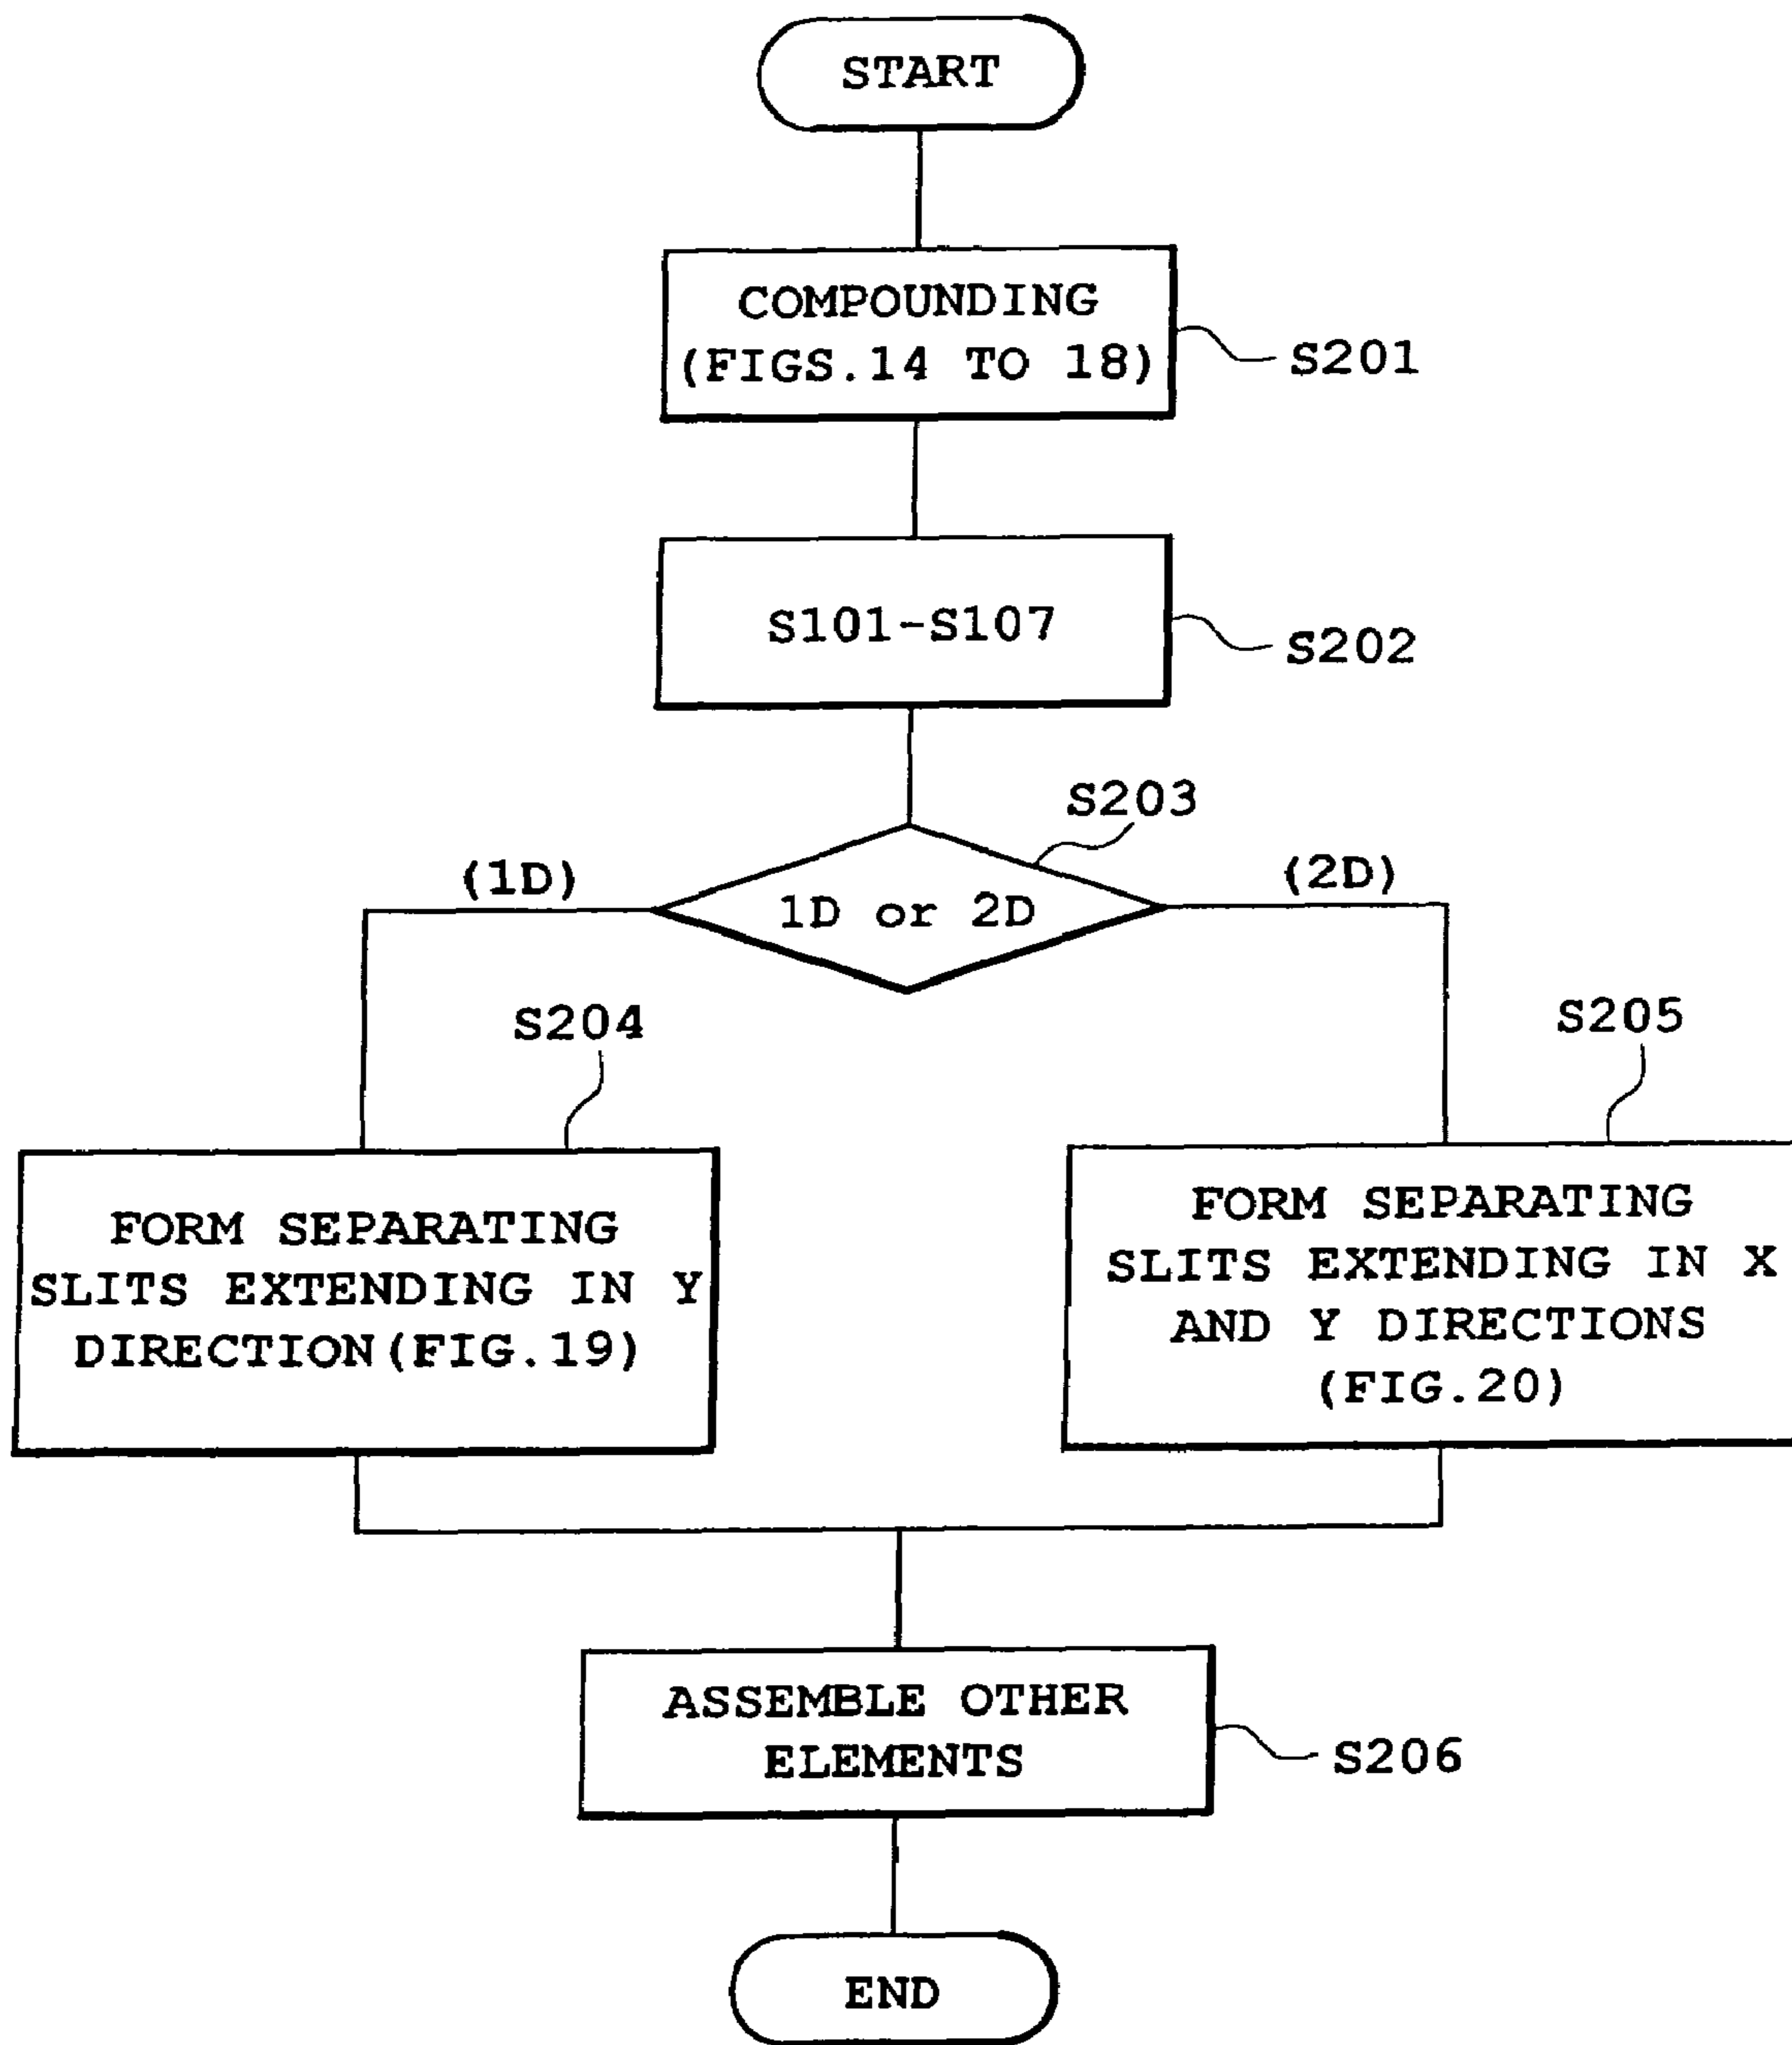 START
COMPOUNDING
(FIGS.14 TO 18)
S201
S101-S107
S202
S203
(1D)
(2D)
1D or 2D
S204
S205
FORM SEPARATING
SLITS EXTENDING IN Y
DIRECTION(FIG.19)
FORM SEPARATING
SLITS EXTENDING IN X
AND Y DIRECTIONS
(FIG.20)
ASSEMBLE OTHER
ELEMENTS
S206
END